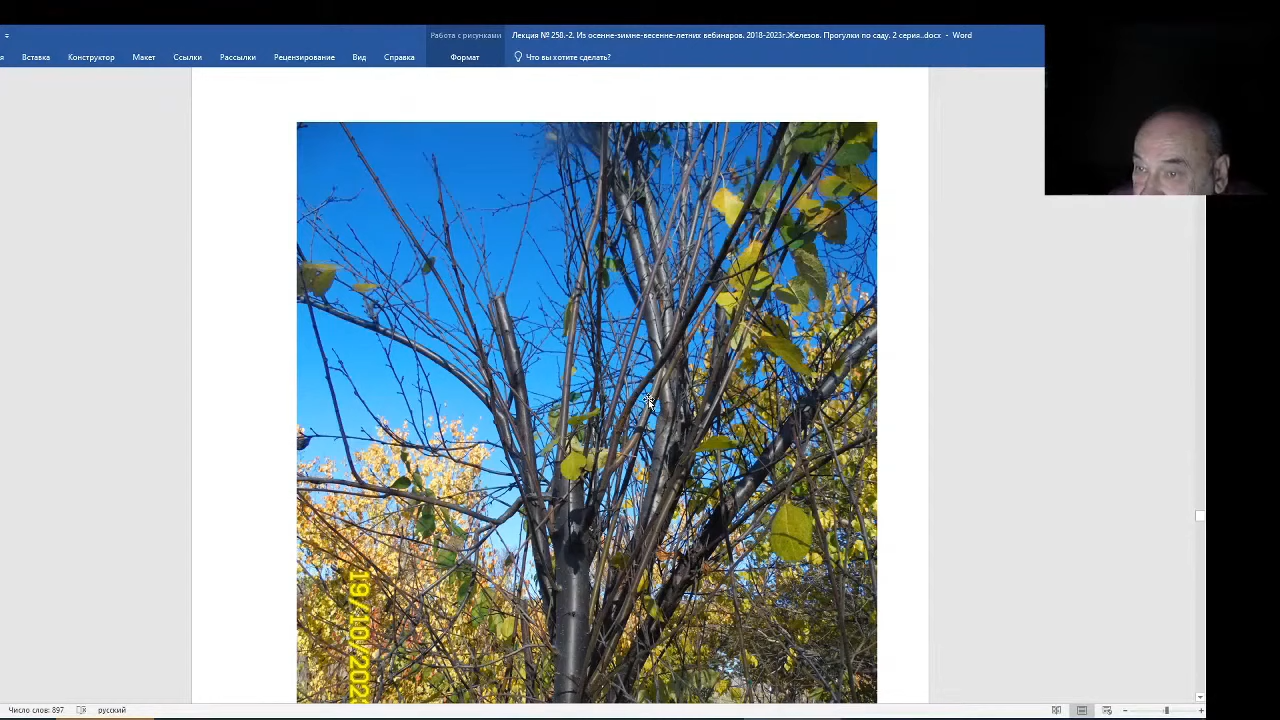 Работа с рисунками
Лекция № 258.-2. Из осенне-зимне-весенне-летних вебинаров. 2018-2023г.Железов. Прогулки по саду. 2 серия..docx - Word
Вставка
Конструктор
Макет
Ссылки
Рассылки
Рецензирование
Вид
Справка
Формат
Что вы хотите сделать?
19/10/202
Число слов: 897
русский